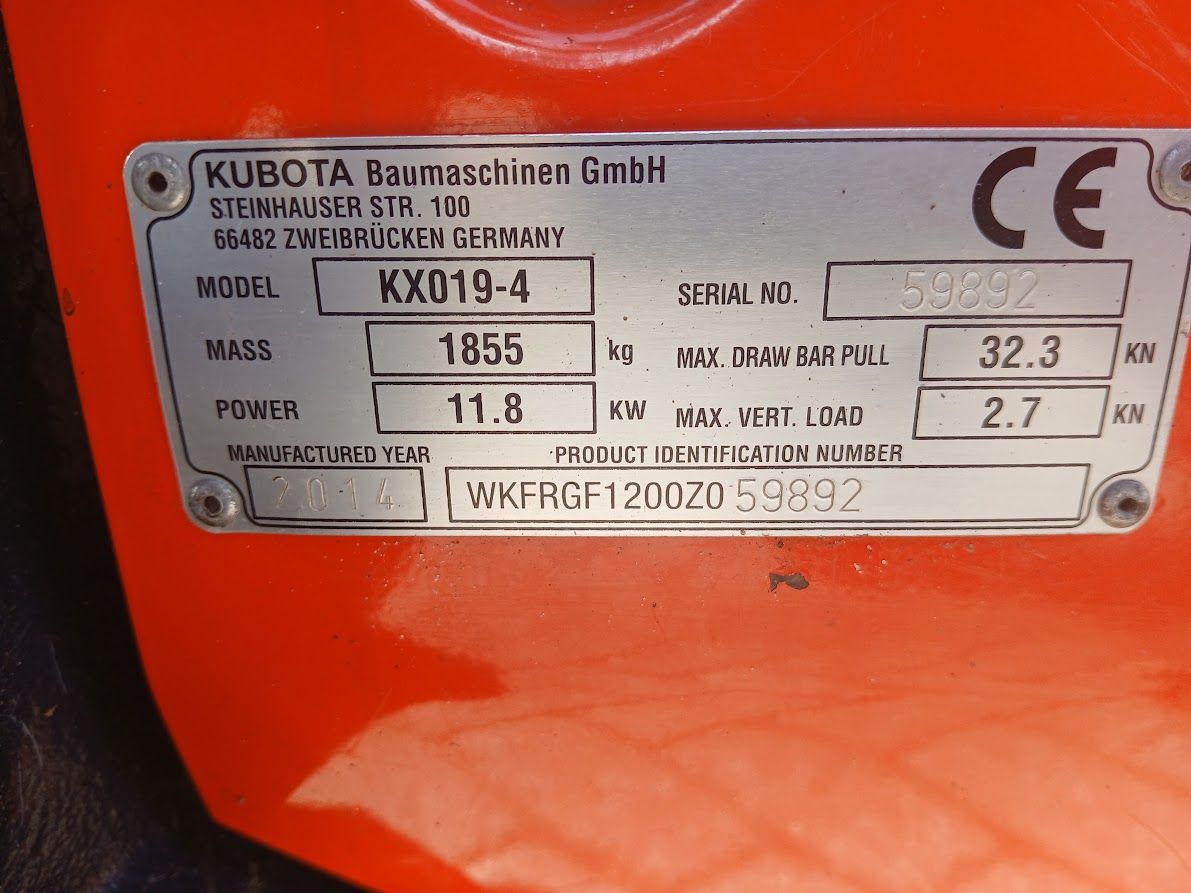 KUBOTA Baumaschinen GmbH
STEINHAUSER STR. 100
66482 ZWEIBRÜCKEN GERMANY
CE
MODEL KX019-4 SERIAL NO. 59892
MASS 1855 kg MAX. DRAW BAR PULL 32.3 KN
POWER 11.8 KW MAX. VERT. LOAD 2.7 KN
MANUFACTURED YEAR PRODUCT IDENTIFICATION NUMBER
2014 WKFRGF1200Z059892